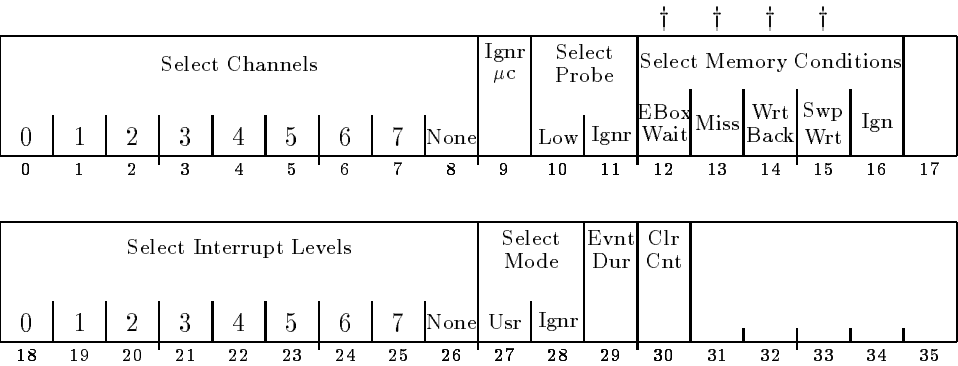 † † † †
Select Channels Ignr Select Select Memory Conditions
μc Probe
EBox Wrt Swp
0 1 2 3 4 5 6 7 None Low Ignr Wait Miss Back Wrt Ign
0 1 2 3 4 5 6 7 8 9 10 11 12 13 14 15 16 17
Select Interrupt Levels Select Evnt Clr
Mode Dur Cnt
0 1 2 3 4 5 6 7 None Usr Ignr
18 19 20 21 22 23 24 25 26 27 28 29 30 31 32 33 34 35